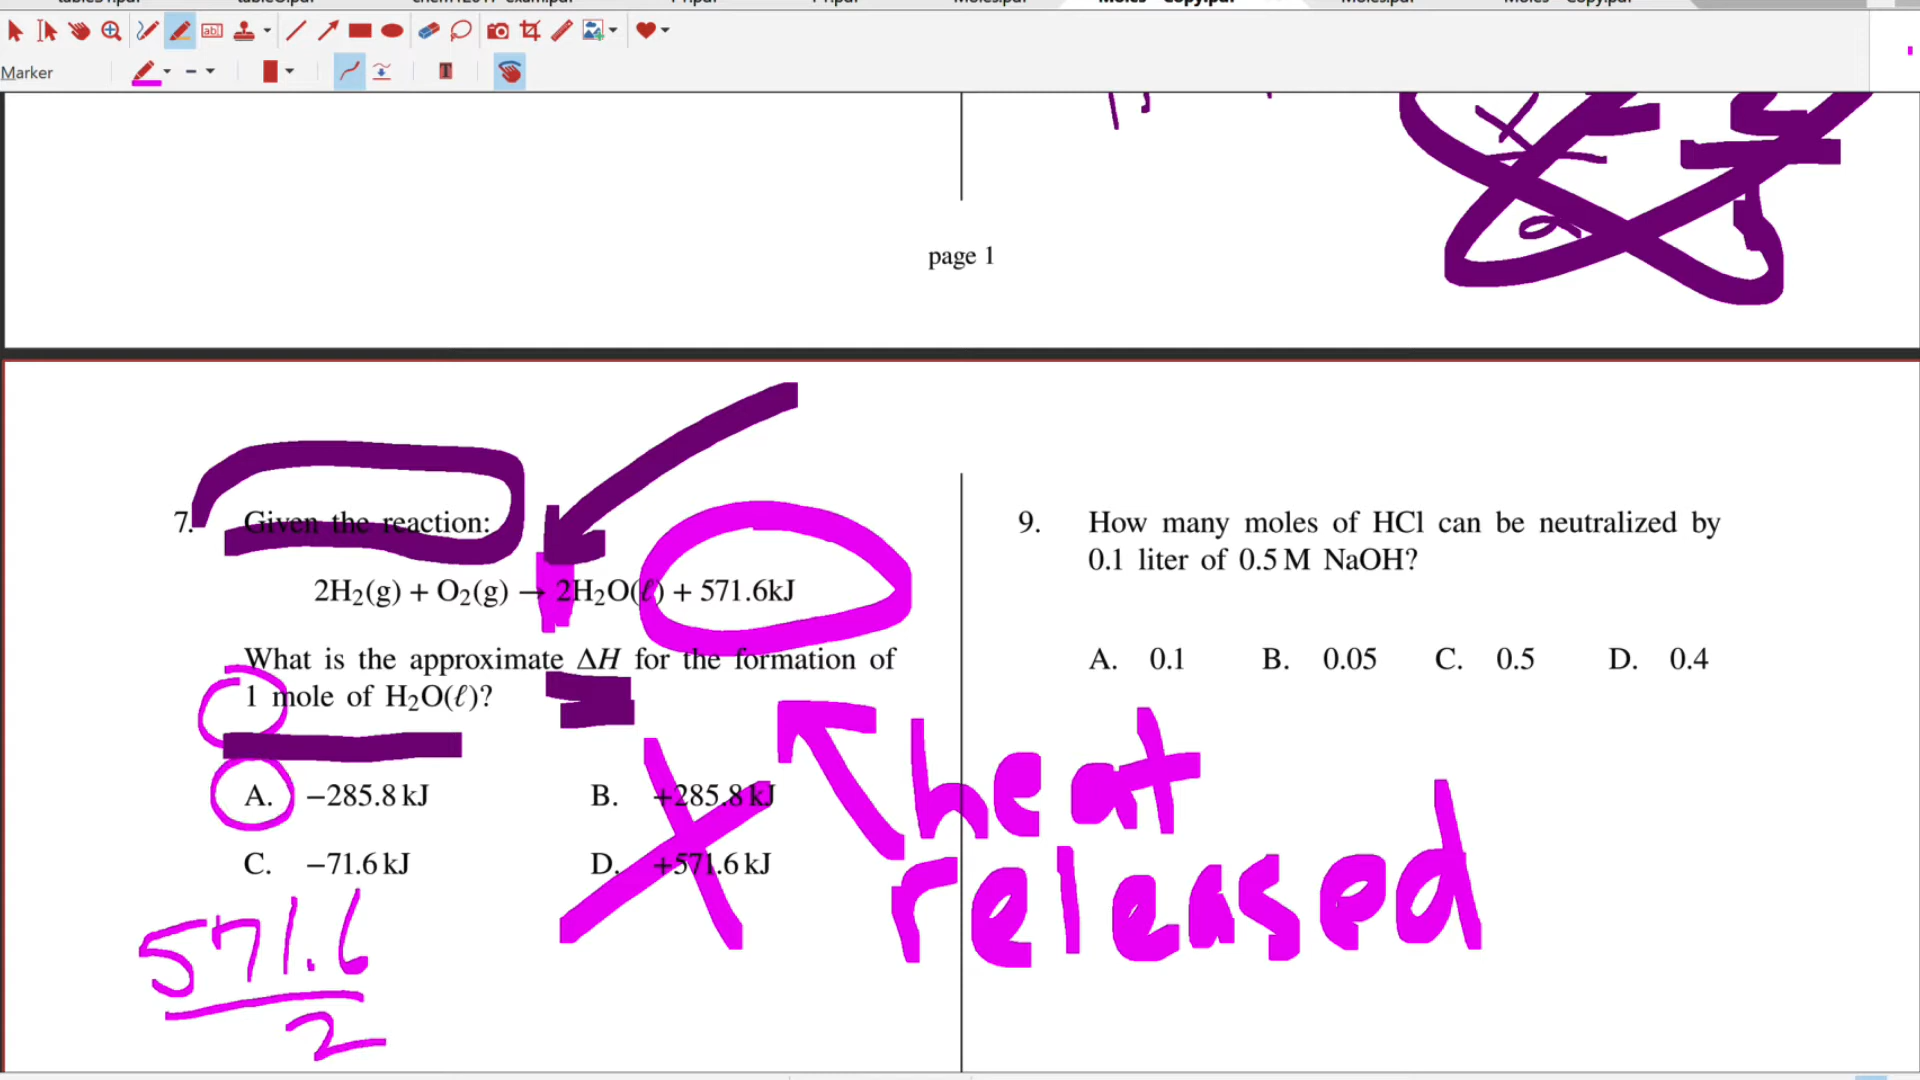 Marker
page 1
7. Given the reaction:
2H₂(g) + O₂(g) → 2H₂O(ℓ) + 571.6kJ
What is the approximate ΔH for the formation of
1 mole of H₂O(ℓ)?
A. −285.8 kJ B. +285.8 kJ
C. −71.6 kJ D. +571.6 kJ
571.6
2
heat
released
9. How many moles of HCl can be neutralized by
0.1 liter of 0.5 M NaOH?
A. 0.1 B. 0.05 C. 0.5 D. 0.4